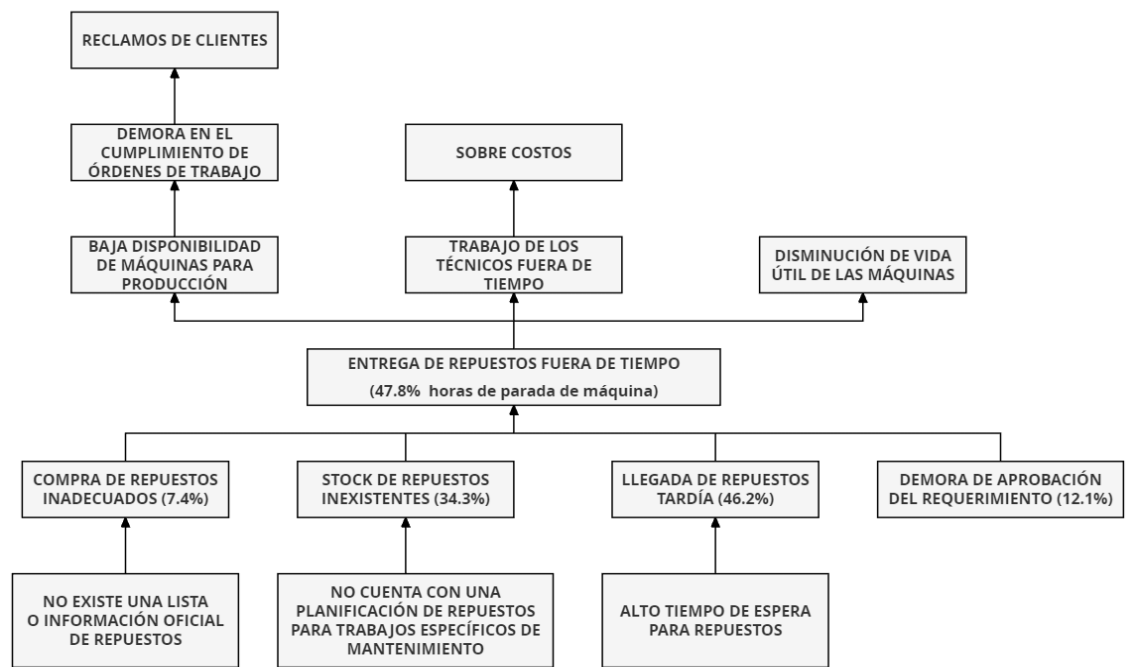 RECLAMOS DE CLIENTES
DEMORA EN EL
CUMPLIMIENTO DE
ÓRDENES DE TRABAJO
SOBRE COSTOS
BAJA DISPONIBILIDAD
DE MÁQUINAS PARA
PRODUCCIÓN
TRABAJO DE LOS
TÉCNICOS FUERA DE
TIEMPO
DISMINUCIÓN DE VIDA
ÚTIL DE LAS MÁQUINAS
ENTREGA DE REPUESTOS FUERA DE TIEMPO
(47.8% horas de parada de máquina)
COMPRA DE REPUESTOS
INADECUADOS (7.4%)
STOCK DE REPUESTOS
INEXISTENTES (34.3%)
LLEGADA DE REPUESTOS
TARDÍA (46.2%)
DEMORA DE APROBACIÓN
DEL REQUERIMIENTO (12.1%)
NO EXISTE UNA LISTA
O INFORMACIÓN OFICIAL
DE REPUESTOS
NO CUENTA CON UNA
PLANIFICACIÓN DE REPUESTOS
PARA TRABAJOS ESPECÍFICOS DE
MANTENIMIENTO
ALTO TIEMPO DE ESPERA
PARA REPUESTOS